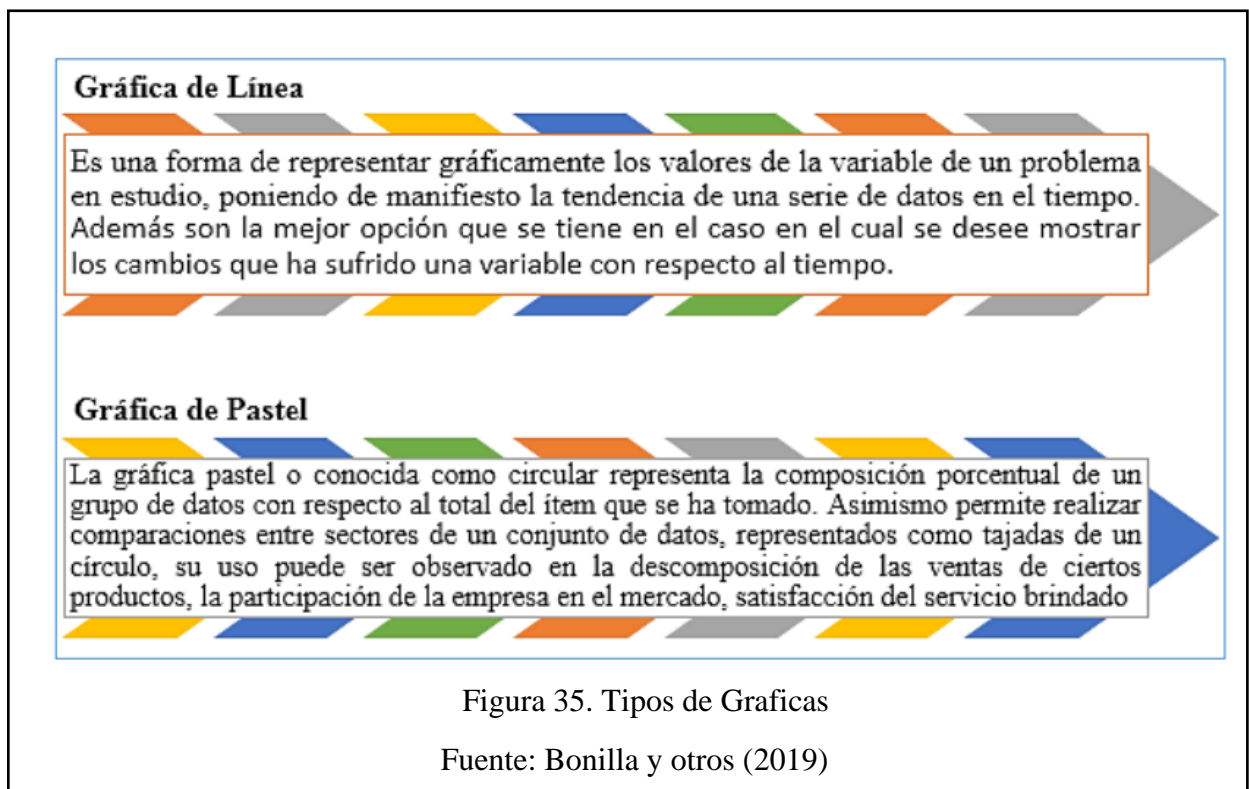 Gráfica de Línea
Es una forma de representar gráficamente los valores de la variable de un problema
en estudio, poniendo de manifiesto la tendencia de una serie de datos en el tiempo.
Además son la mejor opción que se tiene en el caso en el cual se desee mostrar
los cambios que ha sufrido una variable con respecto al tiempo.
Gráfica de Pastel
La gráfica pastel o conocida como circular representa la composición porcentual de un
grupo de datos con respecto al total del ítem que se ha tomado. Asimismo permite realizar
comparaciones entre sectores de un conjunto de datos, representados como tajadas de un
círculo, su uso puede ser observado en la descomposición de las ventas de ciertos
productos, la participación de la empresa en el mercado, satisfacción del servicio brindado
Figura 35. Tipos de Graficas
Fuente: Bonilla y otros (2019)